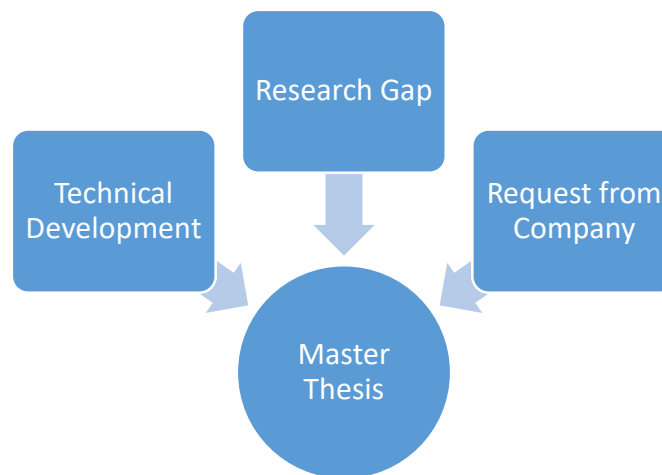 Research Gap
Technical
Development
Request from
Company
Master
Thesis